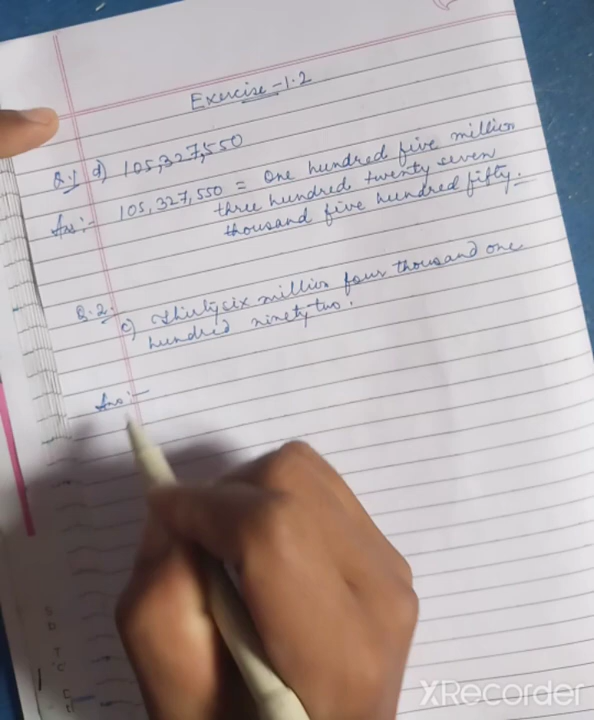 Exercise - 1.2
Q.1 d) 105,327,550
Ans:- 105,327,550 = One hundred five million
three hundred twenty seven
thousand five hundred fifty.
Q.2.
c) Thirty six million four thousand one
hundred ninety two.
Ans:-
XRecorder